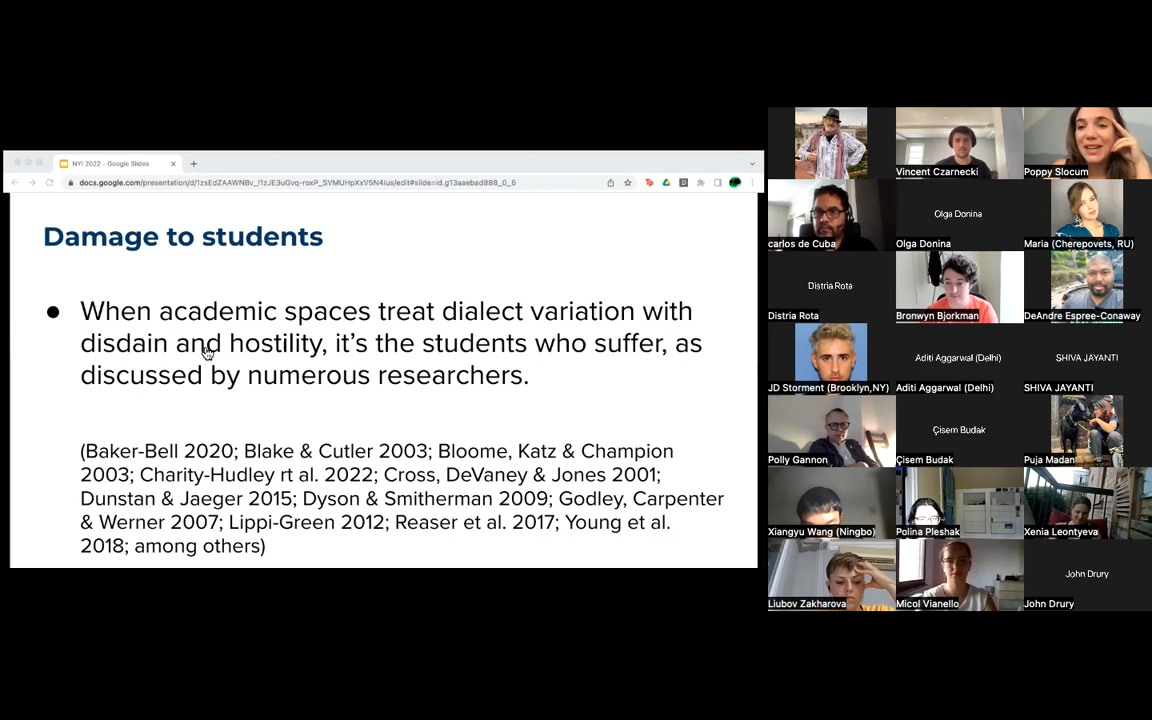 NYI 2022 - Google Slides
docs.google.com/presentation/d/1zsEdZAAWNBv_l1zJE3uGvq-roxP_SVMUHpXxV5N4Ius/edit#slide=id.g13aaebad888_0_6
Damage to students
● When academic spaces treat dialect variation with
disdain and hostility, it’s the students who suffer, as
discussed by numerous researchers.
(Baker-Bell 2020; Blake & Cutler 2003; Bloome, Katz & Champion
2003; Charity-Hudley rt al. 2022; Cross, DeVaney & Jones 2001;
Dunstan & Jaeger 2015; Dyson & Smitherman 2009; Godley, Carpenter
& Werner 2007; Lippi-Green 2012; Reaser et al. 2017; Young et al.
2018; among others)
Vincent Czarnecki
Poppy Slocum
carlos de Cuba
Olga Donina
Olga Donina
Maria (Cherepovets, RU)
Distria Rota
Distria Rota
Bronwyn Bjorkman
DeAndre Espree-Conaway
JD Storment (Brooklyn,NY)
Aditi Aggarwal (Delhi)
Aditi Aggarwal (Delhi)
SHIVA JAYANTI
SHIVA JAYANTI
Polly Gannon
Çisem Budak
Çisem Budak
Puja Madan
Xiangyu Wang (Ningbo)
Polina Pleshak
Xenia Leontyeva
Liubov Zakharova
Micol Vianello
John Drury
John Drury